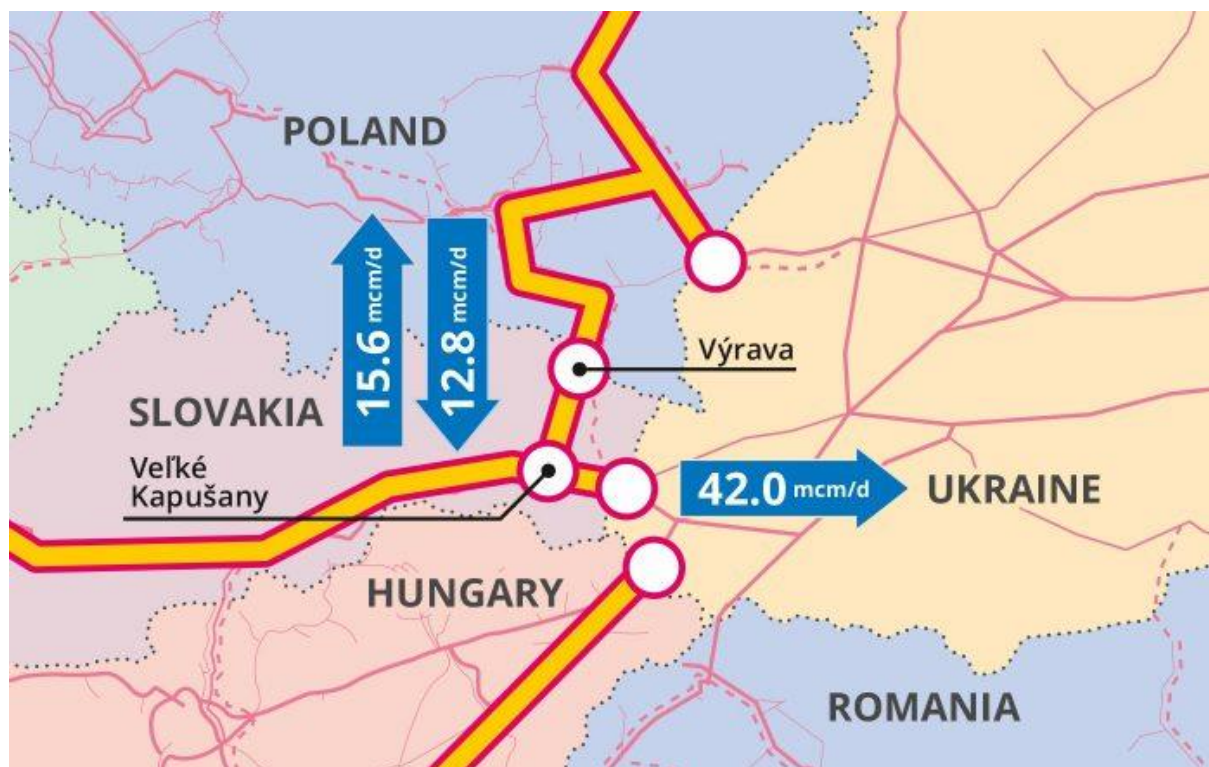 POLAND
15.6 mcm/d
12.8 mcm/d
Výrava
SLOVAKIA
Veľké
Kapušany
42.0 mcm/d
UKRAINE
HUNGARY
ROMANIA